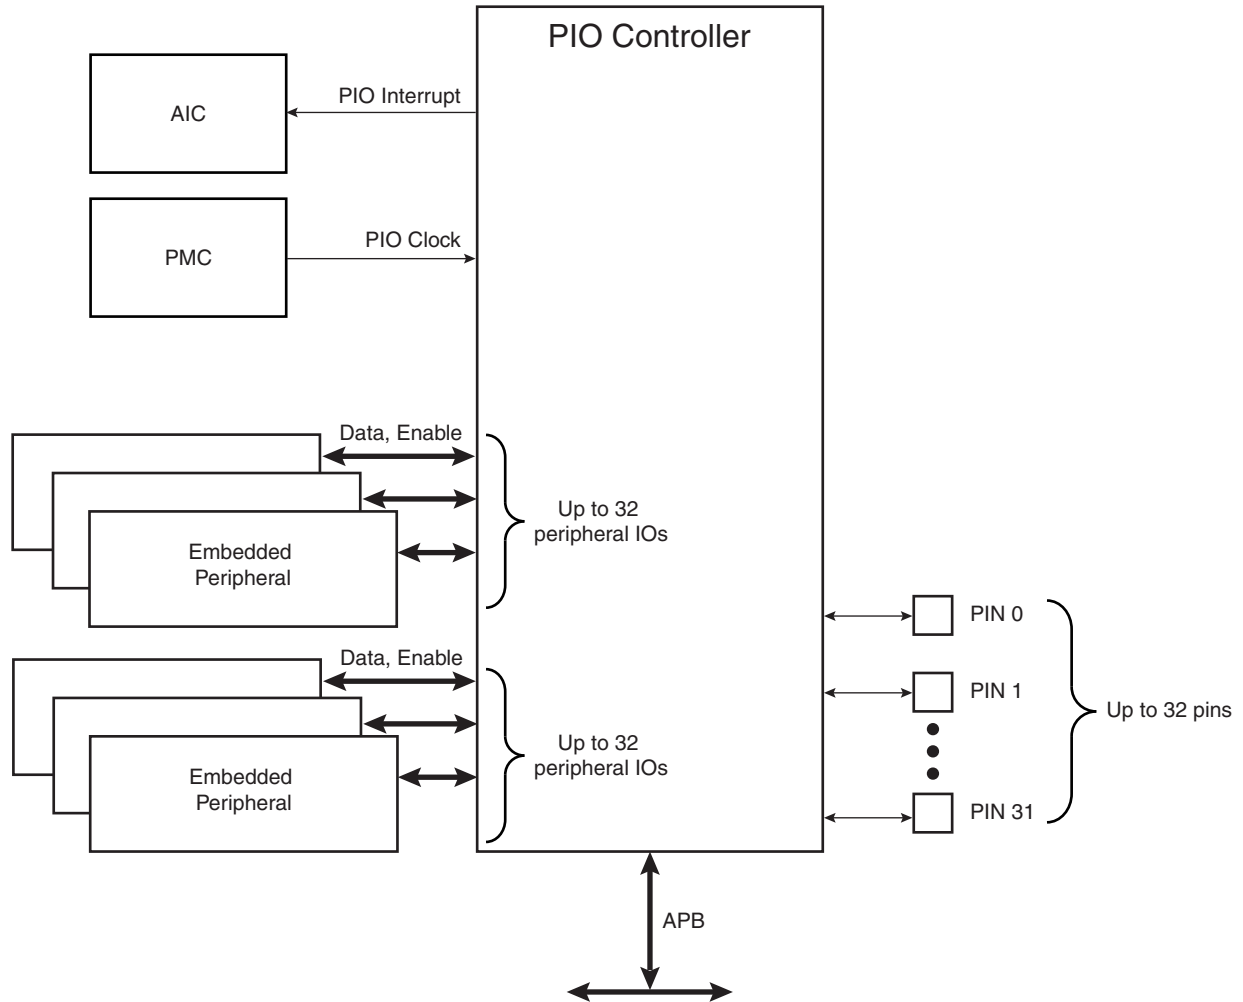 PIO Controller
PIO Interrupt
AIC
PIO Clock
PMC
Data, Enable
Up to 32
peripheral IOs
Embedded
Peripheral
PIN 0
Data, Enable
PIN 1
Up to 32 pins
Up to 32
peripheral IOs
Embedded
Peripheral
PIN 31
APB